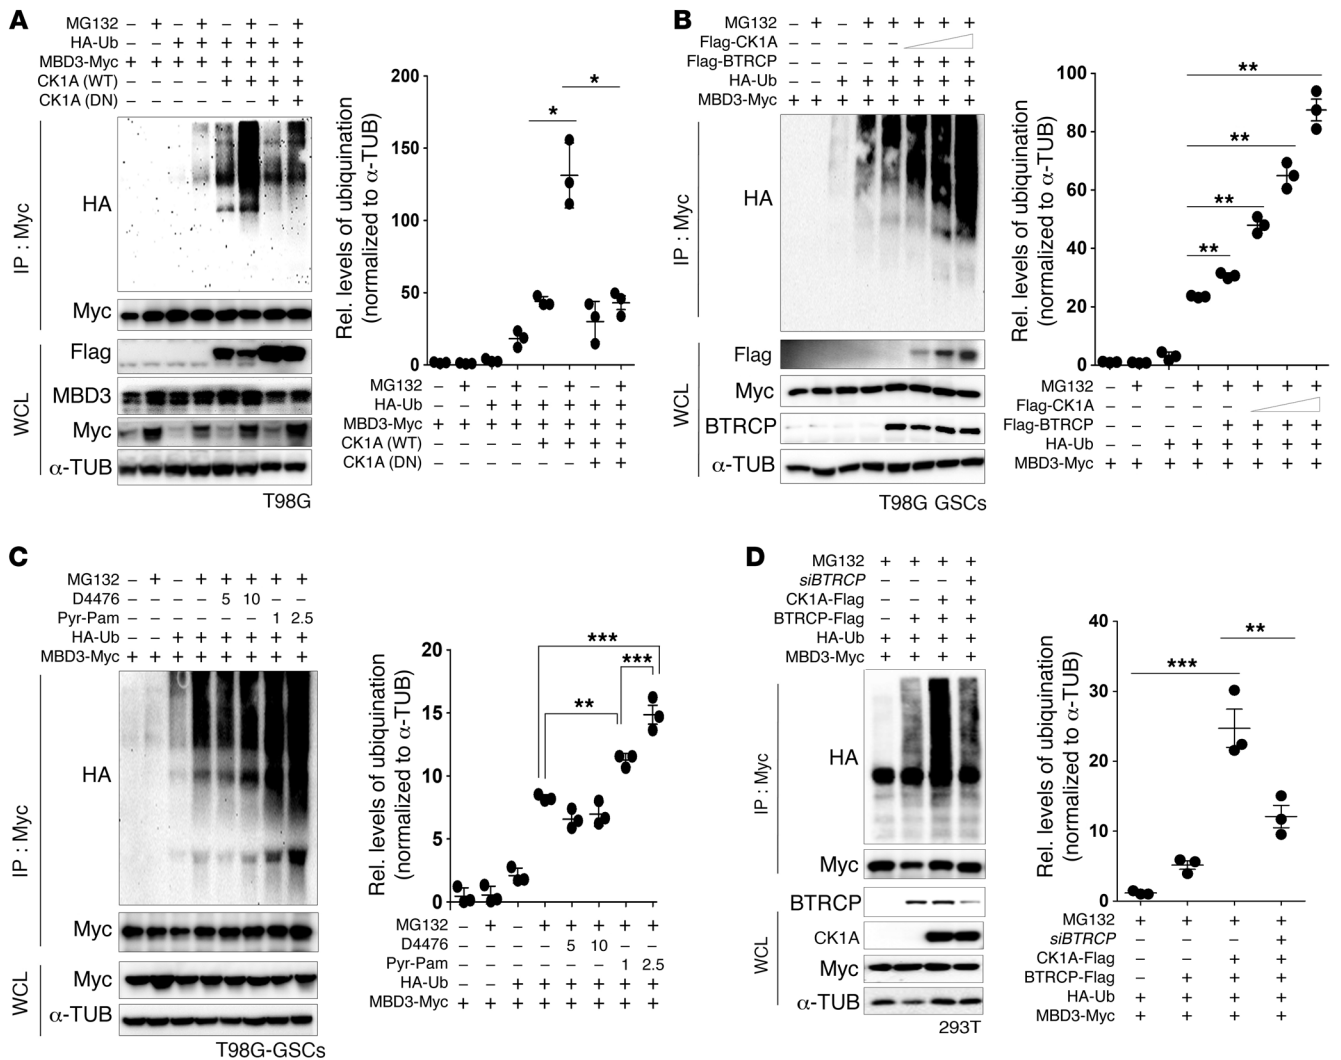 A
MG132 − + − + − + − +
HA-Ub − − + + + + + +
MBD3-Myc + + + + + + + +
CK1A (WT) − − − − + + + +
CK1A (DN) − − − − − − + +
IP : Myc
HA
Myc
WCL
Flag
MBD3
Myc
α-TUB
T98G
Rel. levels of ubiquination
(normalized to α-TUB)
200
150
100
50
0
*
*
MG132 − + − + − + − +
HA-Ub − − + + + + + +
MBD3-Myc + + + + + + + +
CK1A (WT) − − − − + + + +
CK1A (DN) − − − − − − + +
B
MG132 − + − + + + + +
Flag-CK1A − − − − −
Flag-BTRCP − − − − + + + +
HA-Ub − − + + + + + +
MBD3-Myc + + + + + + + +
IP : Myc
HA
WCL
Flag
Myc
BTRCP
α-TUB
T98G GSCs
Rel. levels of ubiquination
(normalized to α-TUB)
100
80
60
40
20
0
**
**
**
**
MG132 − + − + + + + +
Flag-CK1A − − − − −
Flag-BTRCP − − − − + + + +
HA-Ub − − + + + + + +
MBD3-Myc + + + + + + + +
C
MG132 − + − + + + + +
D4476 − − − − 5 10 − −
Pyr-Pam − − − − − − 1 2.5
HA-Ub − − + + + + + +
MBD3-Myc + + + + + + + +
IP : Myc
HA
Myc
WCL
Myc
α-TUB
T98G-GSCs
Rel. levels of ubiquination
(normalized to α-TUB)
20
15
10
5
0
***
***
**
MG132 − + − + + + + +
D4476 − − − − 5 10 − −
Pyr-Pam − − − − − − 1 2.5
HA-Ub − − + + + + + +
MBD3-Myc + + + + + + + +
D
MG132 + + + +
siBTRCP − − − +
CK1A-Flag − − + +
BTRCP-Flag − + + +
HA-Ub + + + +
MBD3-Myc + + + +
IP : Myc
HA
Myc
WCL
BTRCP
CK1A
Myc
α-TUB
293T
Rel. levels of ubiquination
(normalized to α-TUB)
40
30
20
10
0
***
**
MG132 + + + +
siBTRCP − − − +
CK1A-Flag − − + +
BTRCP-Flag − + + +
HA-Ub + + + +
MBD3-Myc + + + +